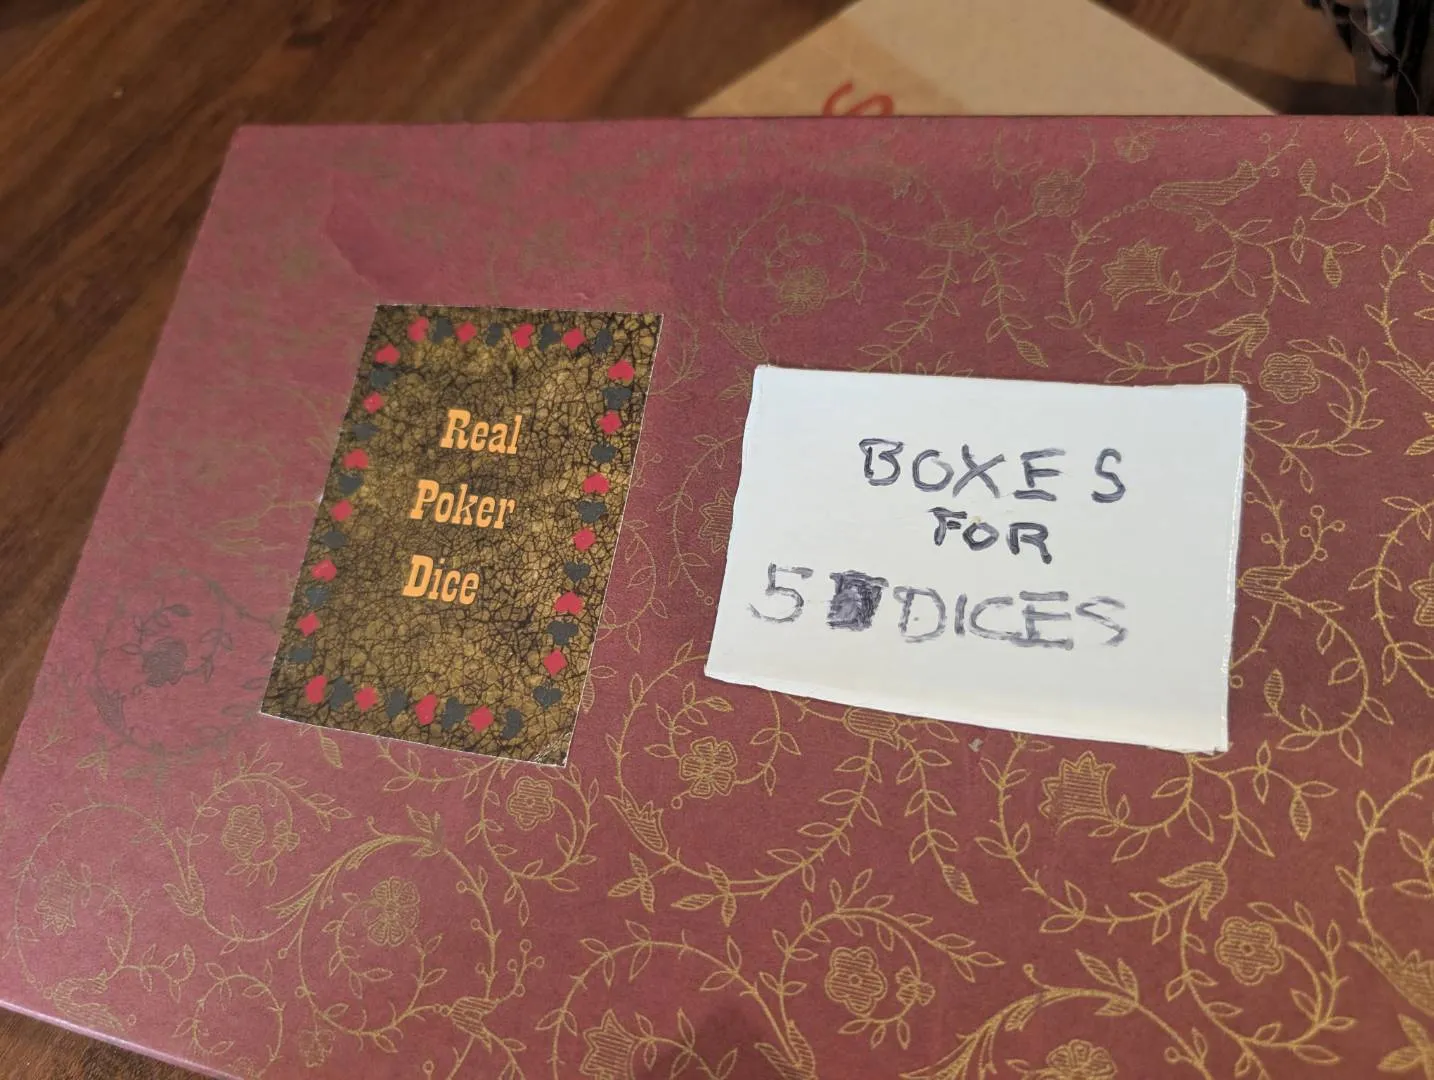 Real
Poker
Dice
BOXES
FOR
5 DICES